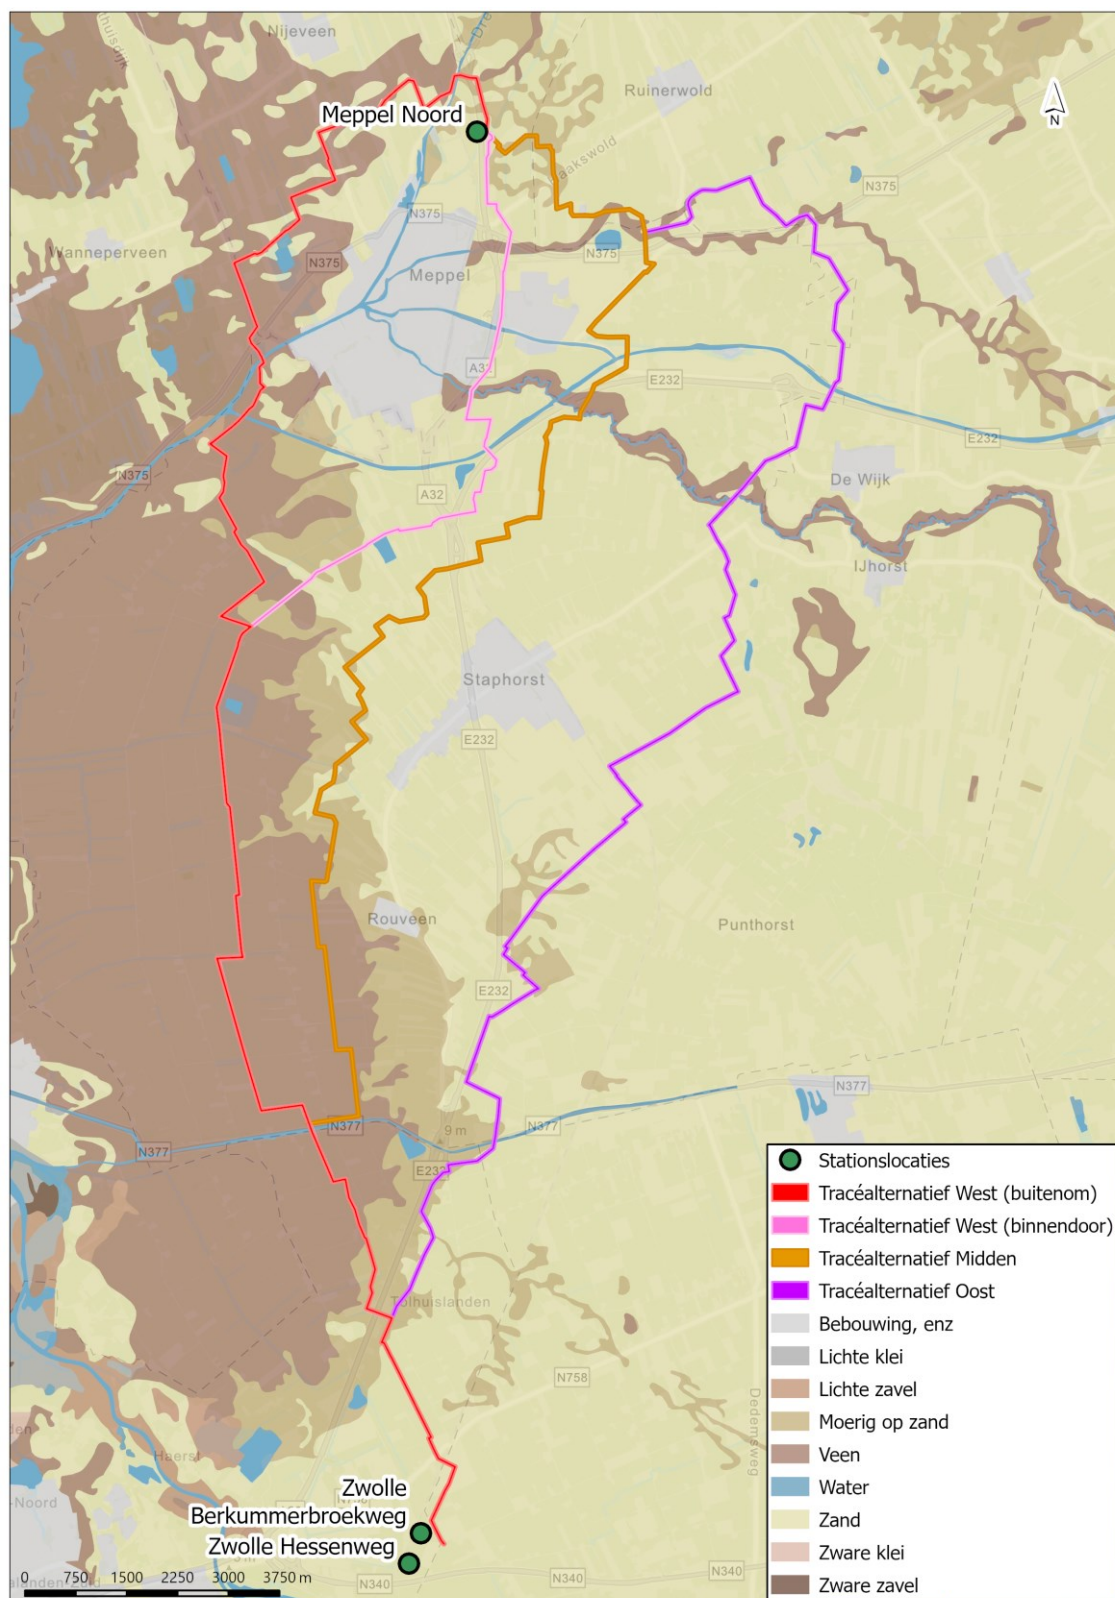 Nijeveen
Ruinerwold
N
Meppel Noord
N375
N375
Wanneperveen
N375
N375
Meppel
E232
E232
N375
De Wijk
A32
IJhorst
Staphorst
E232
Rouveen
Punthorst
E232
N377
9 m
N377
N377
N377
E232
Tolhuislanden
N758
Dedemsweg
Haerst
Zwolle
Berkummerbroekweg
Zwolle Hessenweg
-Noord
N340
N340
N340
0 750 1500 2250 3000 3750 m
Stationslocaties
Tracéalternatief West (buitenom)
Tracéalternatief West (binnendoor)
Tracéalternatief Midden
Tracéalternatief Oost
Bebouwing, enz
Lichte klei
Lichte zavel
Moerig op zand
Veen
Water
Zand
Zware klei
Zware zavel